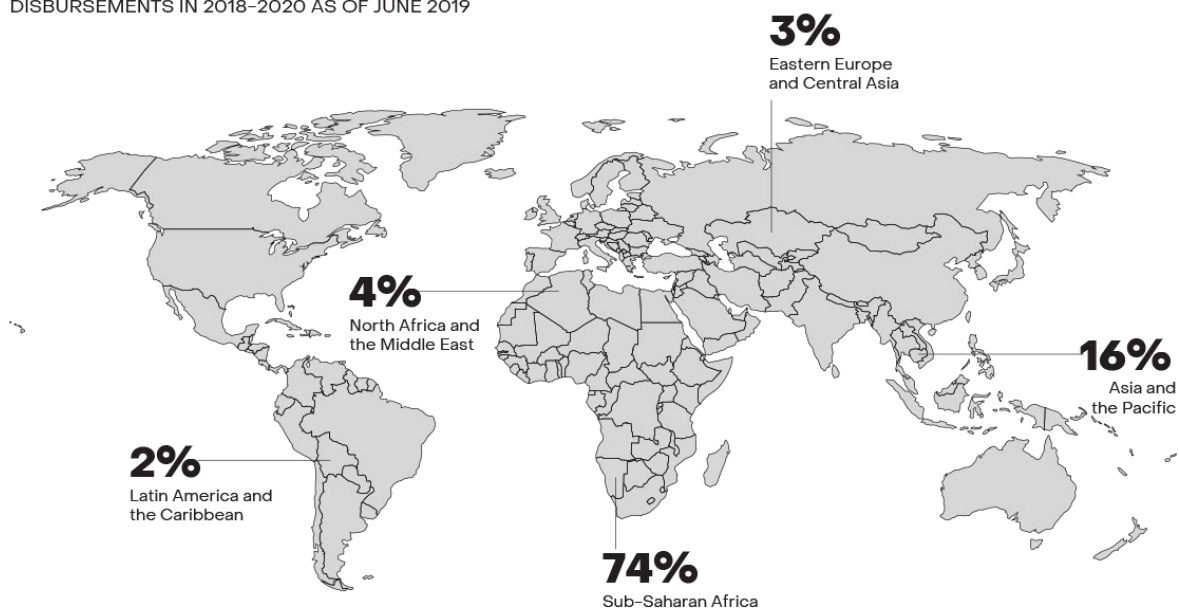 DISBURSEMENTS IN 2018–2020 AS OF JUNE 2019
3%
Eastern Europe
and Central Asia
4%
North Africa and
the Middle East
16%
Asia and
the Pacific
2%
Latin America and
the Caribbean
74%
Sub-Saharan Africa